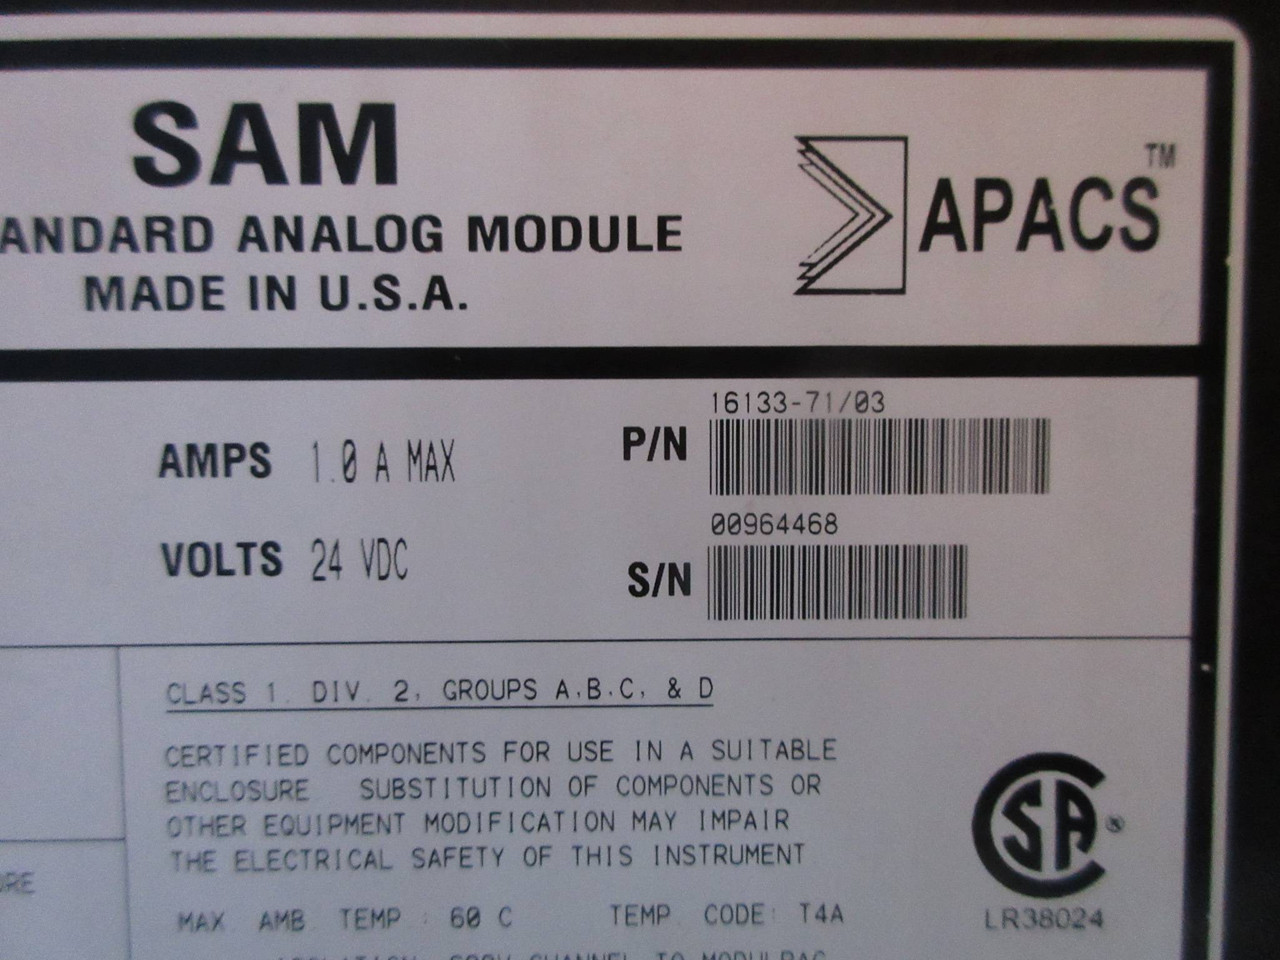 SAM
ANDARD ANALOG MODULE
MADE IN U.S.A.
APACS™
AMPS 1.0 A MAX
P/N 16133-71/03
VOLTS 24 VDC
S/N 00964468
CLASS 1. DIV. 2, GROUPS A,B,C, & D
CERTIFIED COMPONENTS FOR USE IN A SUITABLE
ENCLOSURE SUBSTITUTION OF COMPONENTS OR
OTHER EQUIPMENT MODIFICATION MAY IMPAIR
THE ELECTRICAL SAFETY OF THIS INSTRUMENT
MAX AMB TEMP : 60 C TEMP. CODE: T4A
SA®
LR38024